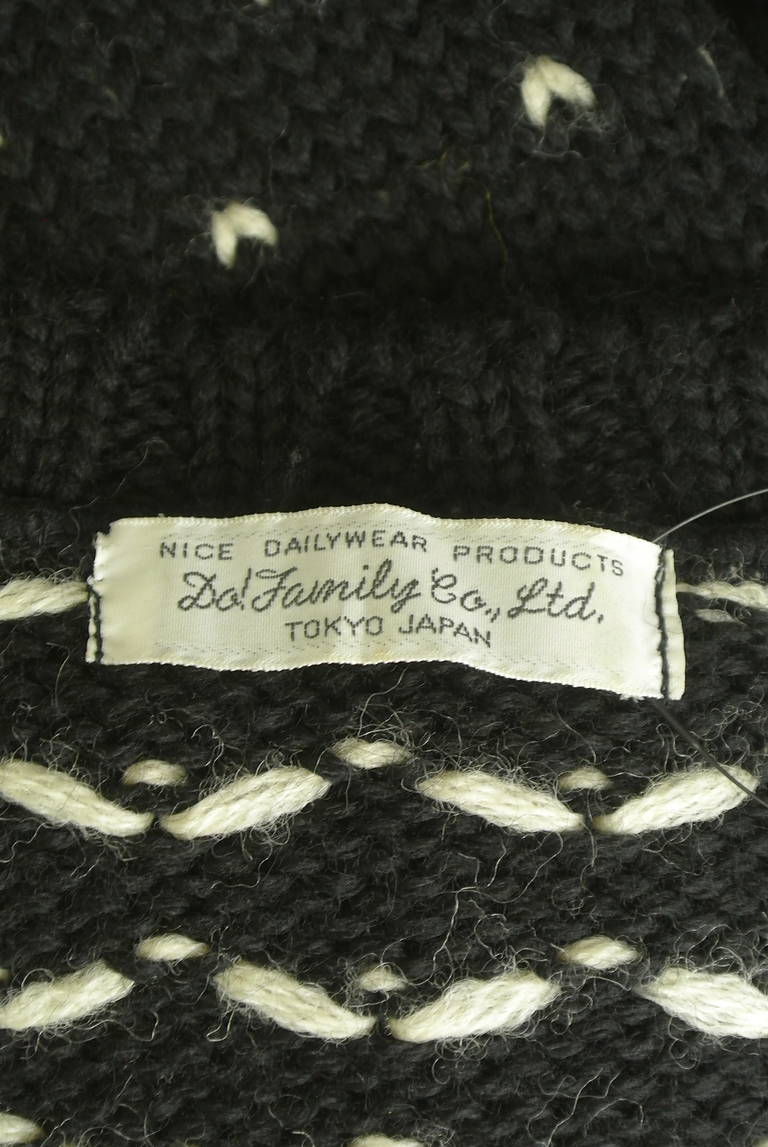 NICE DAILYWEAR PRODUCTS
Do! Family Co., Ltd.
TOKYO JAPAN